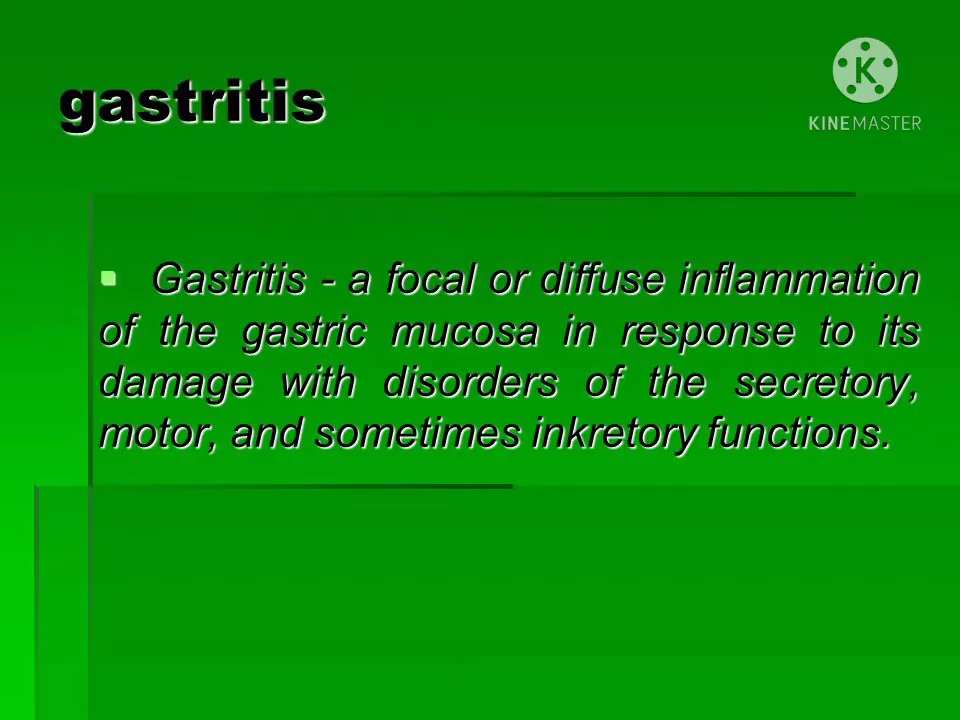 gastritis
K
KINEMASTER
Gastritis - a focal or diffuse inflammation
of the gastric mucosa in response to its
damage with disorders of the secretory,
motor, and sometimes inkretory functions.